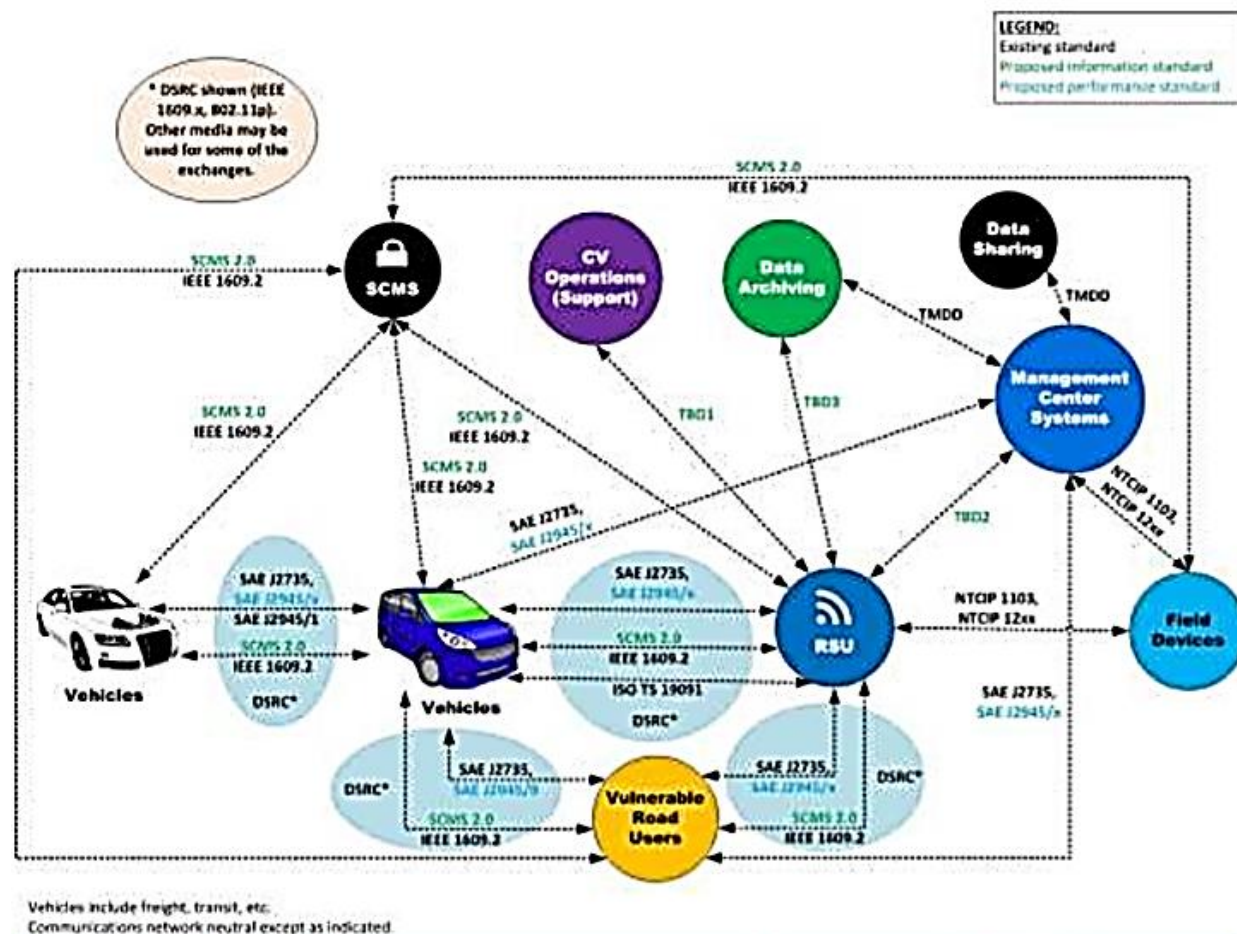 LEGEND:
Existing standard
Proposed information standard
Proposed performance standard
* DSRC shown (IEEE
1609.x, 802.11p).
Other media may be
used for some of the
exchanges.
SCMS 2.0
IEEE 1609.2
SCMS 2.0
IEEE 1609.2
SCMS
CV
Operations
(Support)
Data
Archiving
Data
Sharing
TMDD
TMDD
Management
Center
Systems
SCMS 2.0
IEEE 1609.2
SCMS 2.0
IEEE 1609.2
SCMS 2.0
IEEE 1609.2
TBD1
TBD3
TBD2
SAE J2735,
SAE J2945/x
NTCIP 1103,
NTCIP 12xx
SAE J2735,
SAE J2945/x
SAE J2945/1
SCMS 2.0
IEEE 1609.2
DSRC*
Vehicles
Vehicles
SAE J2735,
SAE J2945/x
SCMS 2.0
IEEE 1609.2
ISO TS 19091
DSRC*
RSU
NTCIP 1103,
NTCIP 12xx
Field
Devices
SAE J2735,
SAE J2945/x
DSRC*
SAE J2735,
SAE J2945/9
SCMS 2.0
IEEE 1609.2
Vulnerable
Road
Users
SAE J2735,
SAE J2945/x
DSRC*
SCMS 2.0
IEEE 1609.2
Vehicles include freight, transit, etc.
Communications network neutral except as indicated.